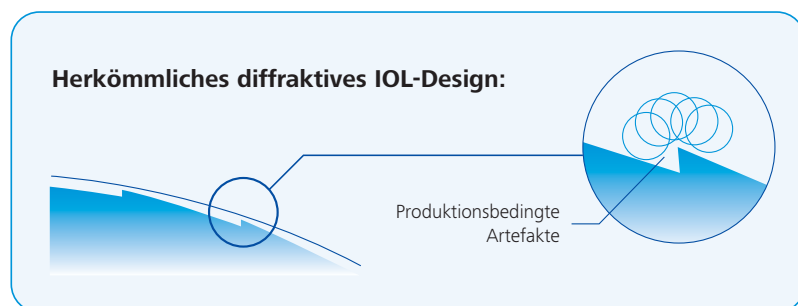 Herkömmliches diffraktives IOL-Design:
Produktionsbedingte
Artefakte